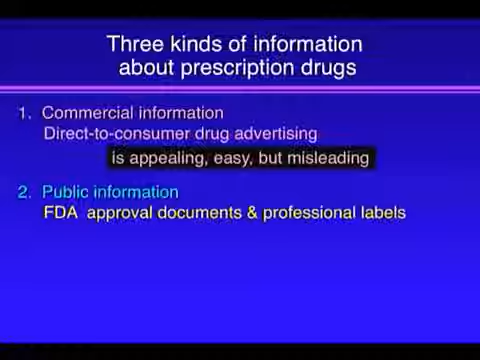 Three kinds of information
about prescription drugs
1. Commercial information
Direct-to-consumer drug advertising
is appealing, easy, but misleading
2. Public information
FDA approval documents & professional labels